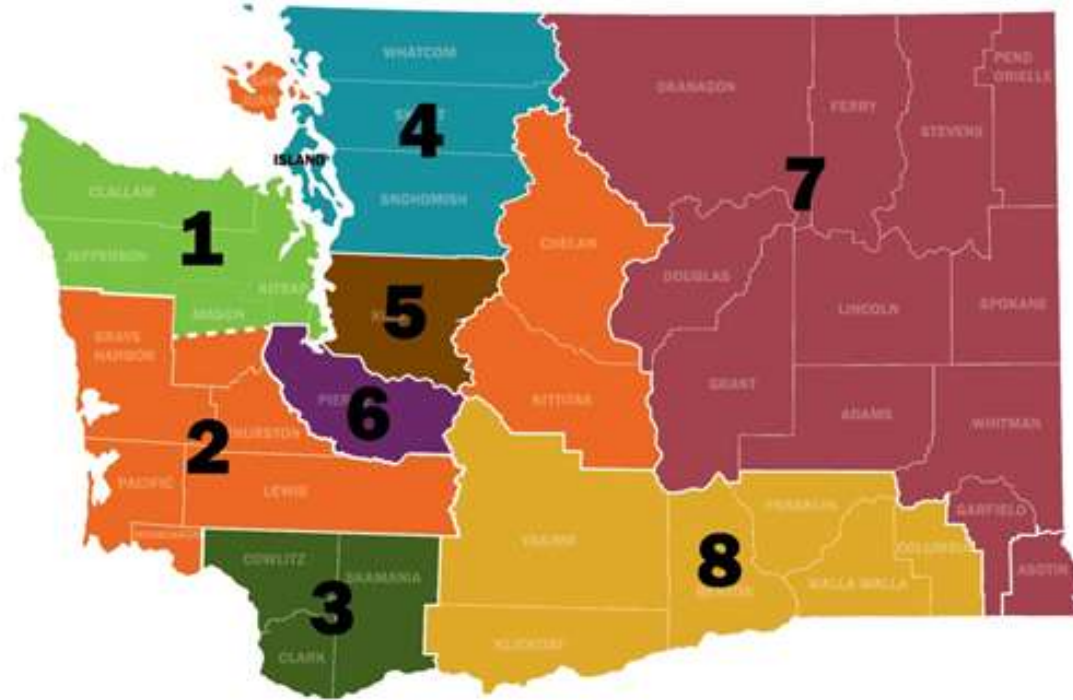 WHATCOM
PEND
ORIELLE
FERRY
STEVENS
4
ISLAND
7
CLALLAM
SNOHOMISH
1
CHELAN
JEFFERSON
DOUGLAS
KITSAP
LINCOLN
SPOKANE
MASON
5
GRAYS
HARBOR
GRANT
KITTITAS
6
ADAMS
WHITMAN
2
THURSTON
PACIFIC
LEWIS
FRANKLIN
GARFIELD
YAKIMA
8
COLUMBIA
COWLITZ
SKAMANIA
ASOTIN
WALLA WALLA
3
KLICKITAT
CLARK